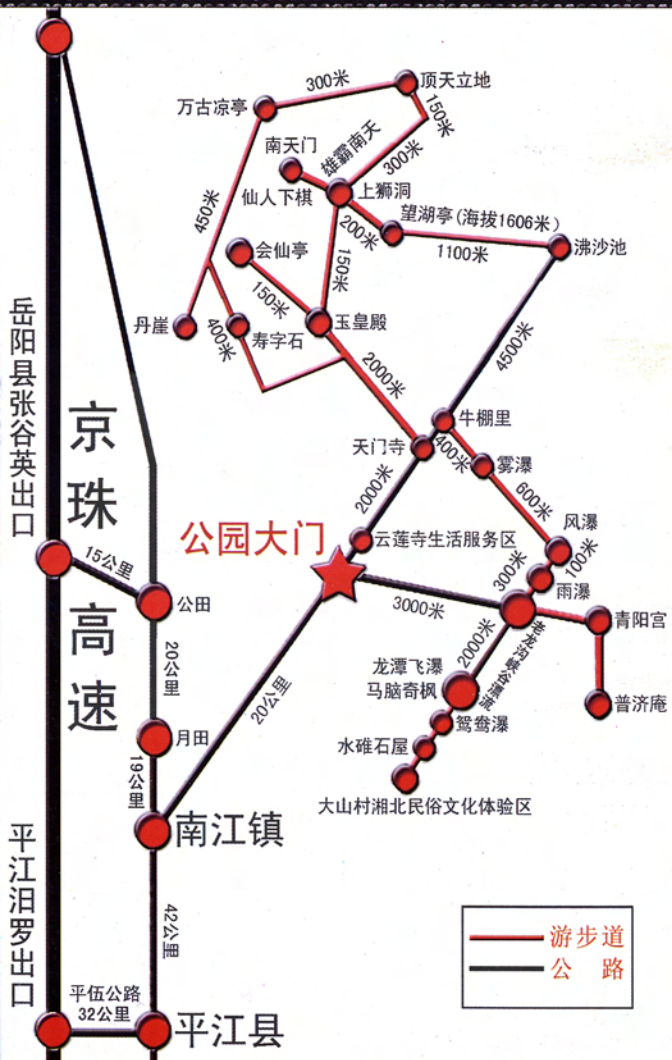 顶天立地
300米
万古凉亭
150米
南天门
雄霸南天
300米
仙人下棋
上狮洞
450米
望湖亭(海拔1606米)
200米
会仙亭
1100米
沸沙池
150米
150米
丹崖
400米
寿字石
玉皇殿
2000米
4500米
牛棚里
天门寺
400米
雾瀑
2000米
600米
公园大门
云莲寺生活服务区
风瀑
100米
300米
雨瀑
3000米
青阳宫
老龙沟峡谷漂流
2000米
龙潭飞瀑
马脑奇枫
普济庵
鸳鸯瀑
水碓石屋
大山村湘北民俗文化体验区
岳阳县张谷英出口
京珠高速
15公里
公田
20公里
20公里
月田
19公里
南江镇
平江汨罗出口
42公里
平伍公路
32公里
平江县
游步道
公路